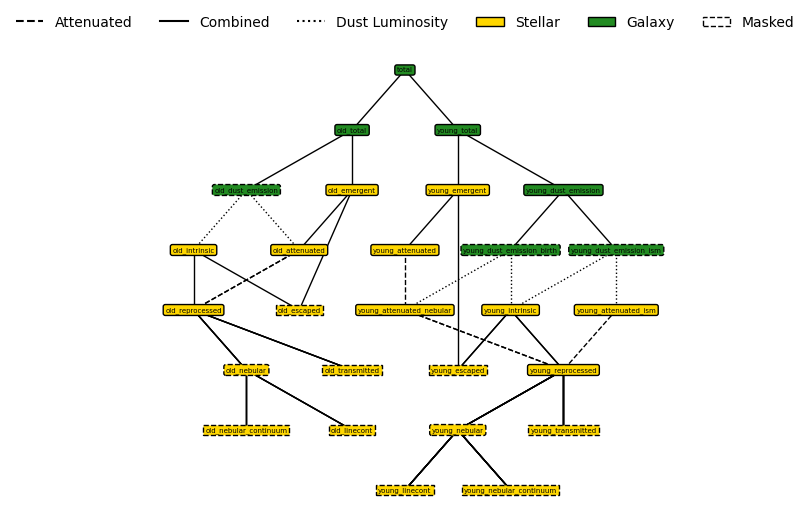 Attenuated Combined Dust Luminosity Stellar Galaxy Masked
total
old_total young_total
old_dust_emission old_emergent young_emergent young_dust_emission
old_intrinsic old_attenuated young_attenuated young_dust_emission_birth young_dust_emission_ism
old_reprocessed old_escaped young_attenuated_nebular young_intrinsic young_attenuated_ism
old_nebular old_transmitted young_escaped young_reprocessed
old_nebular_continuum old_linecont young_nebular young_transmitted
young_linecont young_nebular_continuum